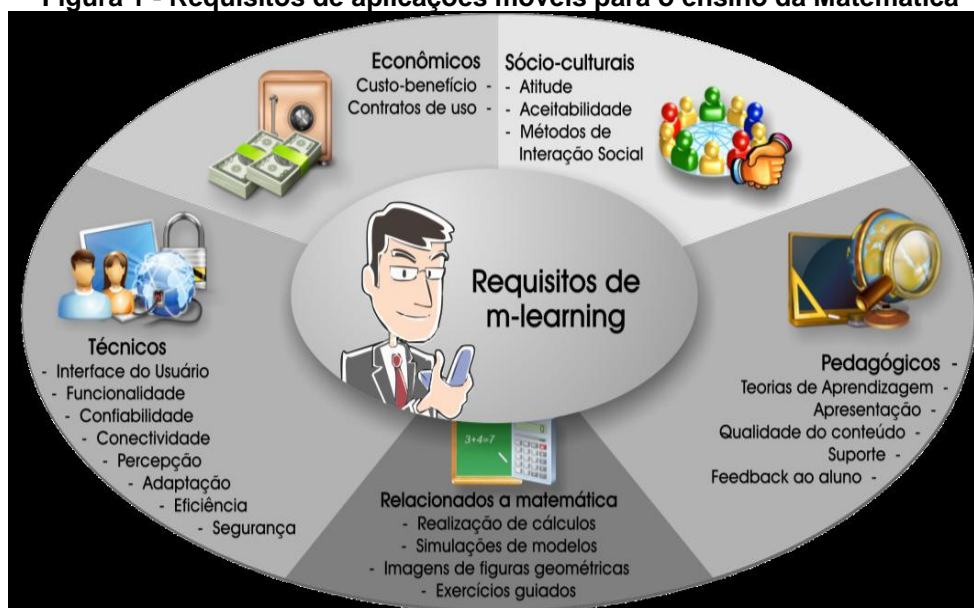 Figura 1 - Requisitos de aplicações móveis para o ensino da Matemática
Econômicos
Custo-benefício -
Contratos de uso -
Sócio-culturais
- Atitude
- Aceitabilidade
- Métodos de
Interação Social
Requisitos de
m-learning
Técnicos
- Interface do Usuário
- Funcionalidade
- Confiabilidade
- Conectividade
- Percepção
- Adaptação
- Eficiência
- Segurança
Pedagógicos -
Teorias de Aprendizagem -
Apresentação -
Qualidade do conteúdo -
Suporte -
Feedback ao aluno -
3+4=7
0
Relacionados a matemática
- Realização de cálculos
- Simulações de modelos
- Imagens de figuras geométricas
- Exercícios guiados